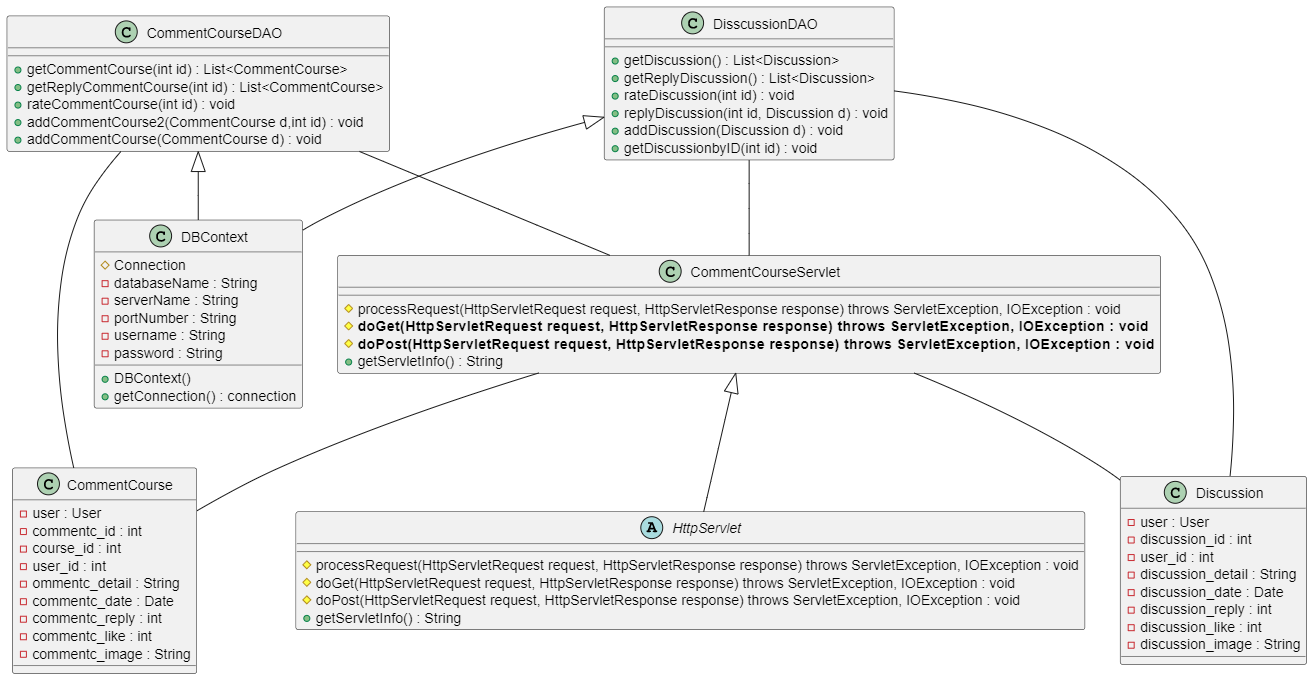 CommentCourseDAO
getCommentCourse(int id) : List<CommentCourse>
getReplyCommentCourse(int id) : List<CommentCourse>
rateCommentCourse(int id) : void
addCommentCourse2(CommentCourse d,int id) : void
addCommentCourse(CommentCourse d) : void
DisscussionDAO
getDiscussion() : List<Discussion>
getReplyDiscussion() : List<Discussion>
rateDiscussion(int id) : void
replyDiscussion(int id, Discussion d) : void
addDiscussion(Discussion d) : void
getDiscussionbyID(int id) : void
DBContext
Connection
databaseName : String
serverName : String
portNumber : String
username : String
password : String
DBContext()
getConnection() : connection
CommentCourseServlet
processRequest(HttpServletRequest request, HttpServletResponse response) throws ServletException, IOException : void
doGet(HttpServletRequest request, HttpServletResponse response) throws ServletException, IOException : void
doPost(HttpServletRequest request, HttpServletResponse response) throws ServletException, IOException : void
getServletInfo() : String
CommentCourse
user : User
commentc_id : int
course_id : int
user_id : int
ommentc_detail : String
commentc_date : Date
commentc_reply : int
commentc_like : int
commentc_image : String
HttpServlet
processRequest(HttpServletRequest request, HttpServletResponse response) throws ServletException, IOException : void
doGet(HttpServletRequest request, HttpServletResponse response) throws ServletException, IOException : void
doPost(HttpServletRequest request, HttpServletResponse response) throws ServletException, IOException : void
getServletInfo() : String
Discussion
user : User
discussion_id : int
user_id : int
discussion_detail : String
discussion_date : Date
discussion_reply : int
discussion_like : int
discussion_image : String